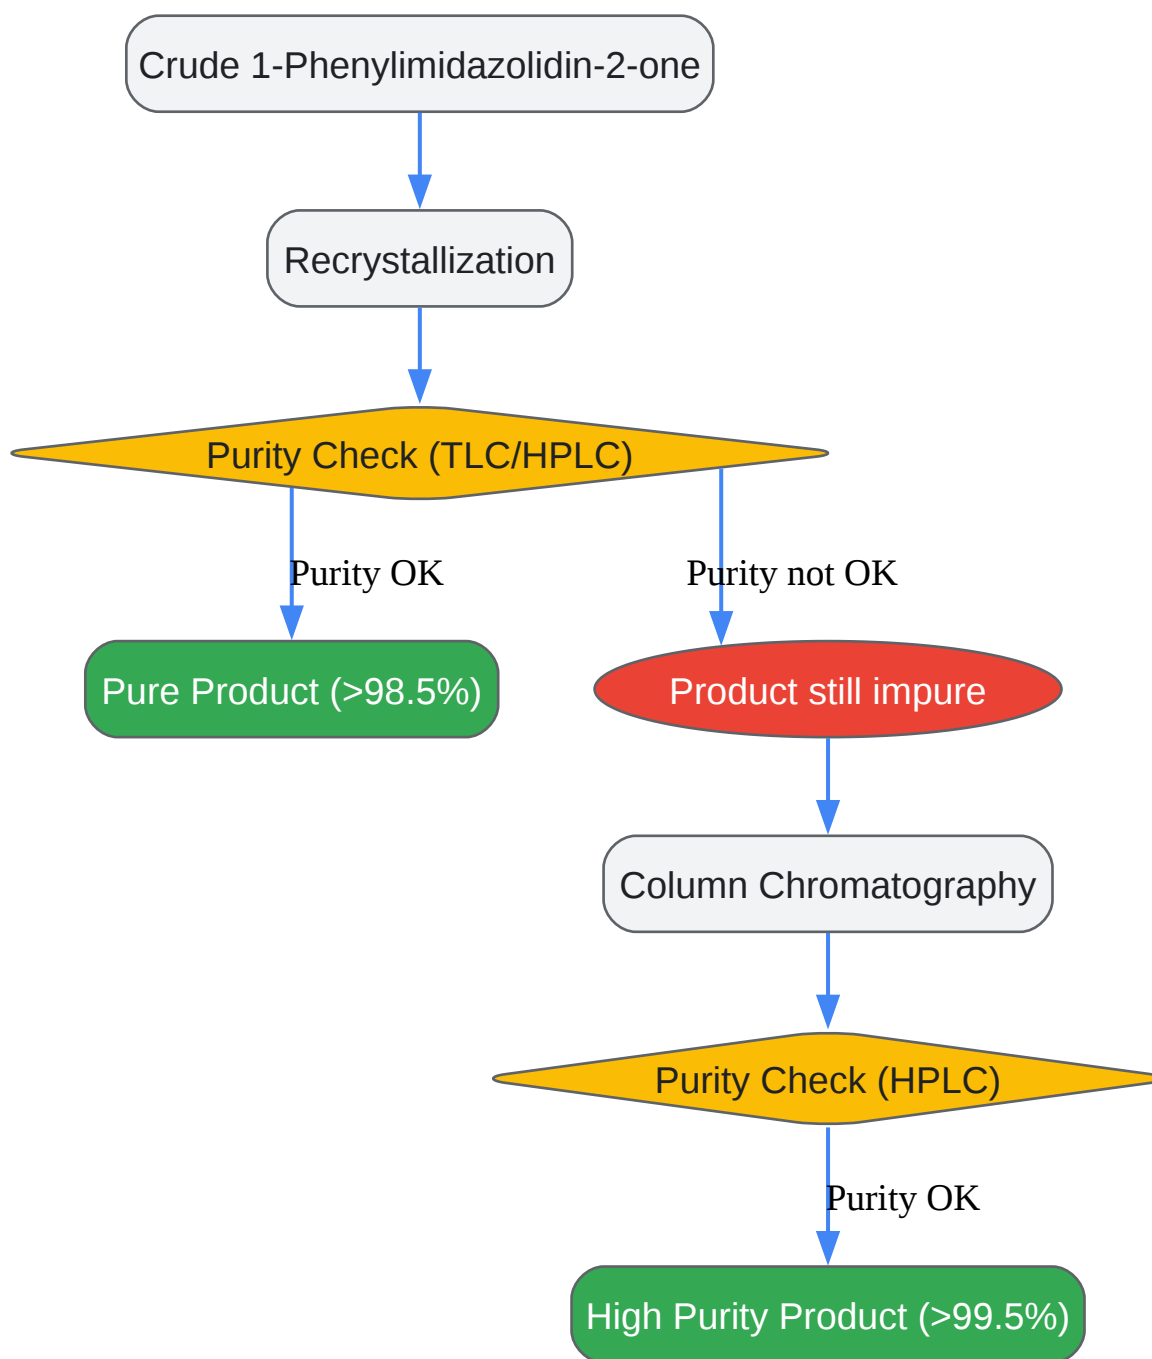 Crude 1-Phenylimidazolidin-2-one
Recrystallization
Purity Check (TLC/HPLC)
Purity OK
Purity not OK
Pure Product (>98.5%)
Product still impure
Column Chromatography
Purity Check (HPLC)
Purity OK
High Purity Product (>99.5%)